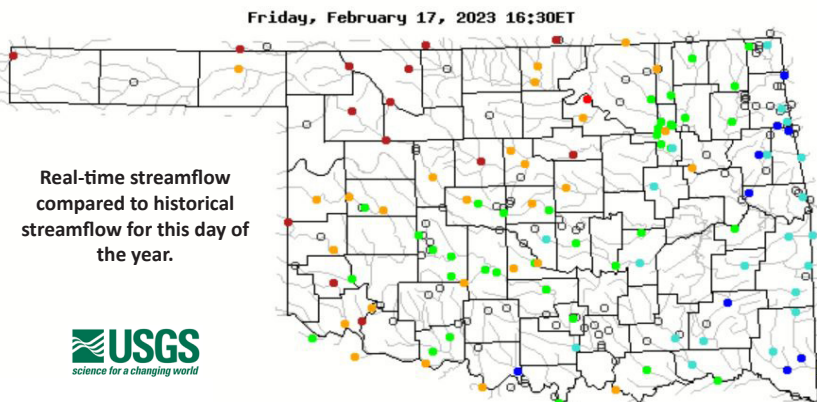 Friday, February 17, 2023 16:30ET
Real-time streamflow
compared to historical
streamflow for this day of
the year.
USGS
science for a changing world